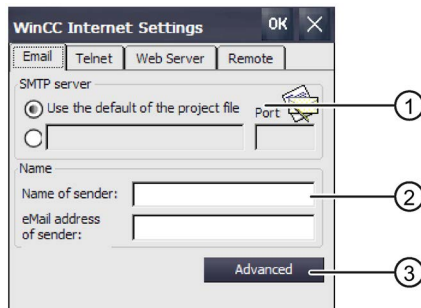 WinCC Internet Settings OK
Email Telnet Web Server Remote
SMTP server
Use the default of the project file Port
1
Name
Name of sender:
2
eMail address
of sender:
Advanced
3